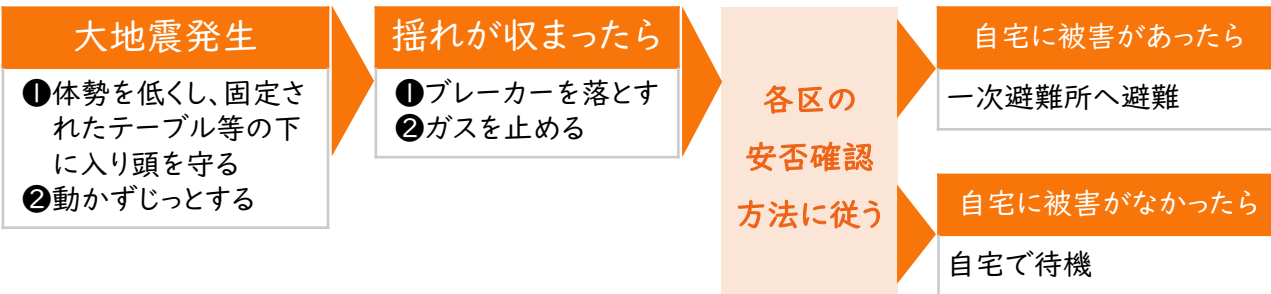 大地震発生
❶体勢を低くし、固定さ
れたテーブル等の下
に入り頭を守る
❷動かずじっとする
揺れが収まったら
❶ブレーカーを落とす
❷ガスを止める
各区の
安否確認
方法に従う
自宅に被害があったら
一次避難所へ避難
自宅に被害がなかったら
自宅で待機